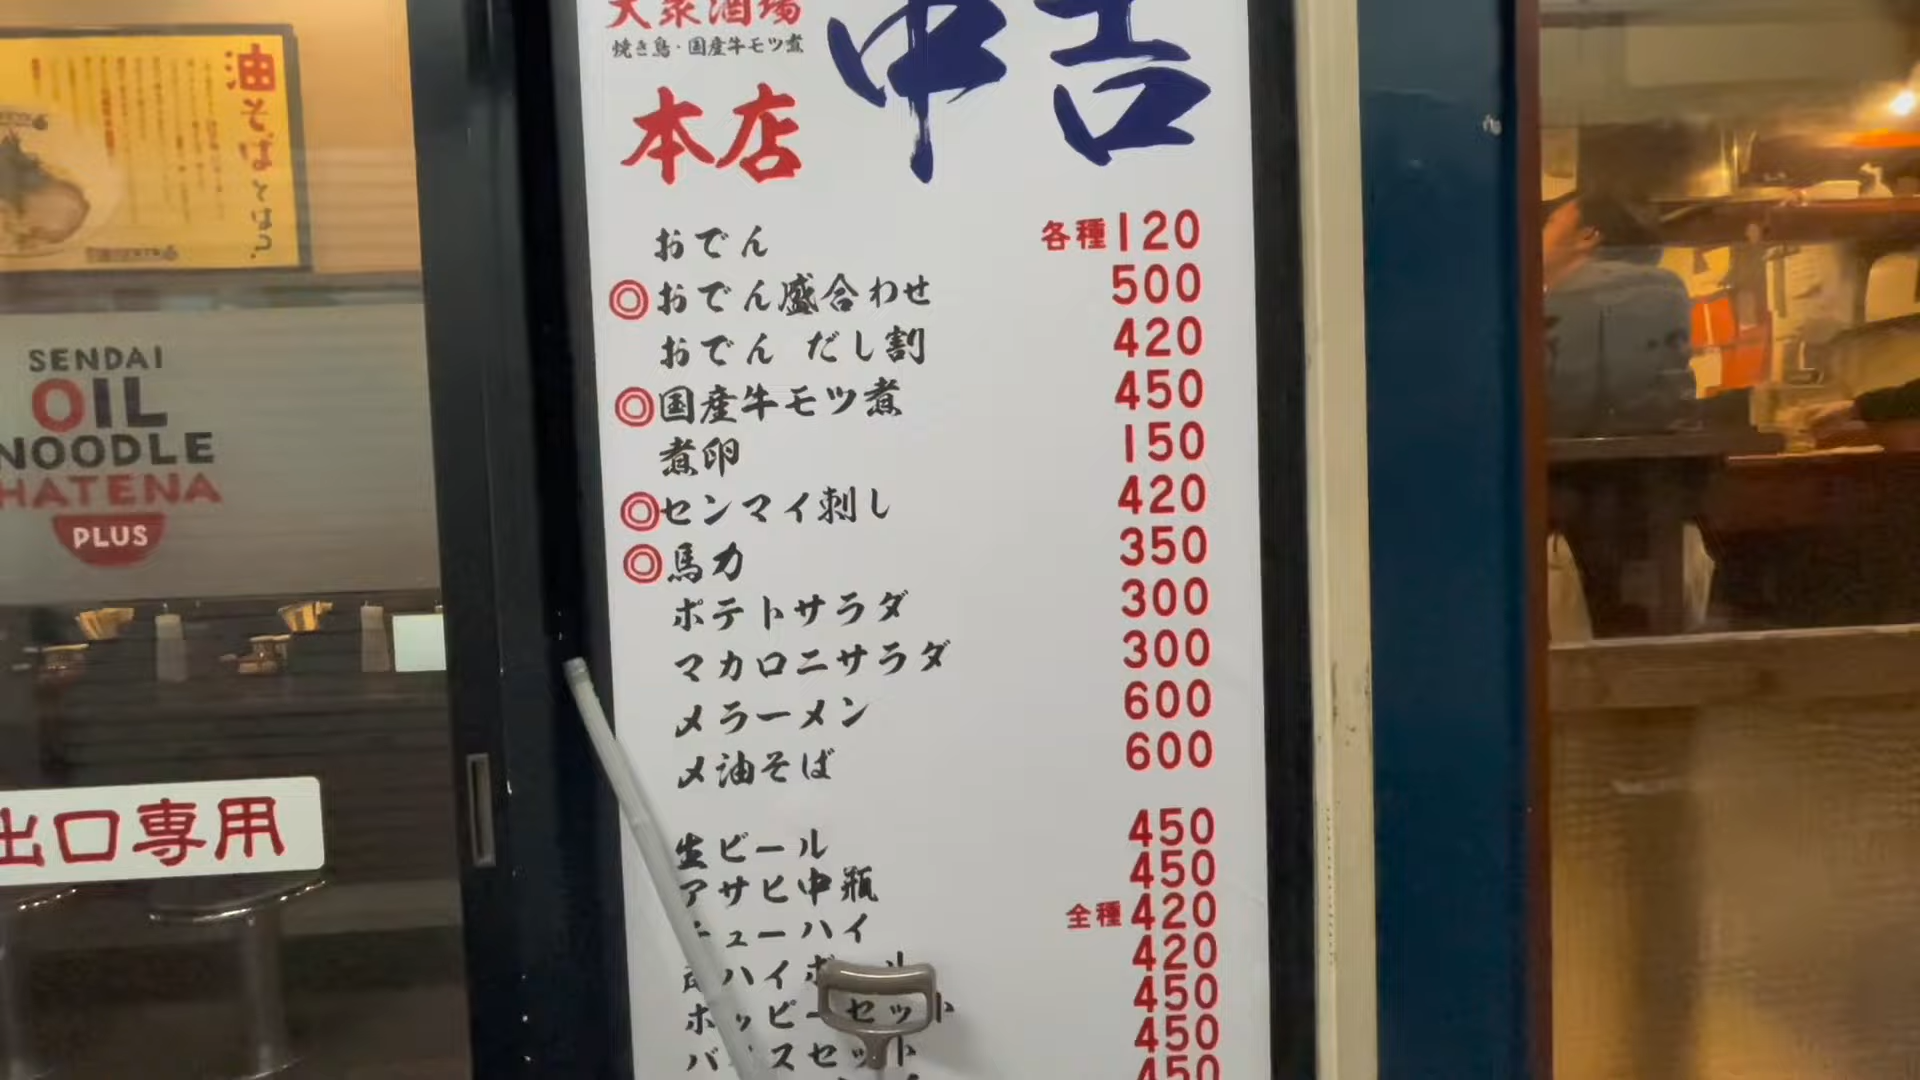 大衆酒場
焼き鳥・国産牛モツ煮
中吉
本店
おでん 各種120
◎おでん盛合わせ 500
おでん だし割 420
◎国産牛モツ煮 450
煮卵 150
◎センマイ刺し 420
◎馬力 350
ポテトサラダ 300
マカロニサラダ 300
〆ラーメン 600
〆油そば 600
生ビール 450
アサヒ中瓶 450
チューハイ 全種420
ハイボール 420
ホッピーセット 450
バイスセット 450
450
油そばとは?
SENDAI
OIL
NOODLE
HATENA
PLUS
出口専用